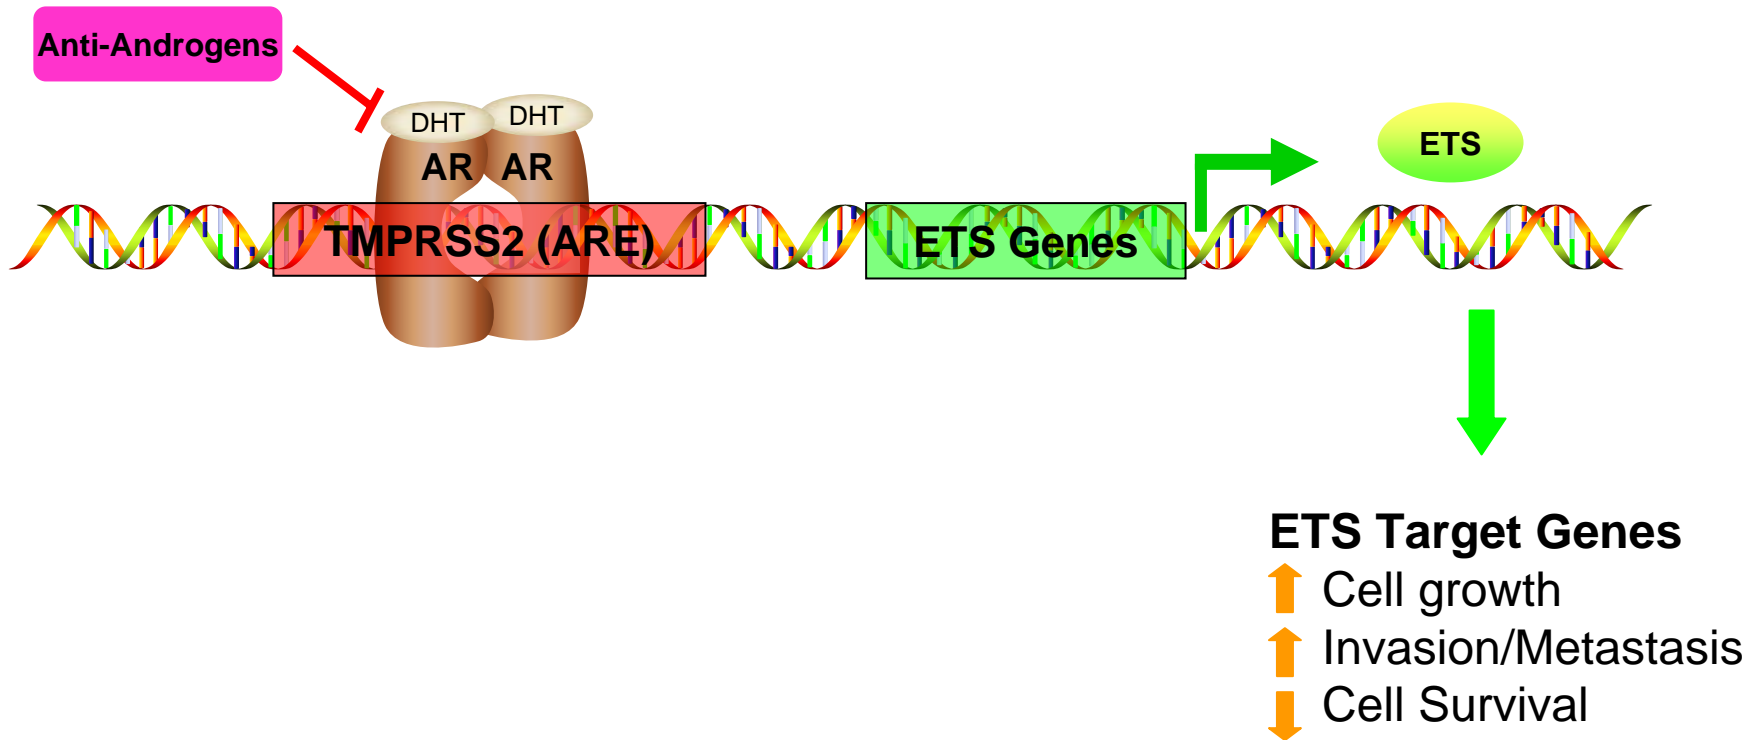 Anti-Androgens
DHT
DHT
AR
AR
ETS
TMPRSS2 (ARE)
ETS Genes
ETS Target Genes
Cell growth
Invasion/Metastasis
Cell Survival